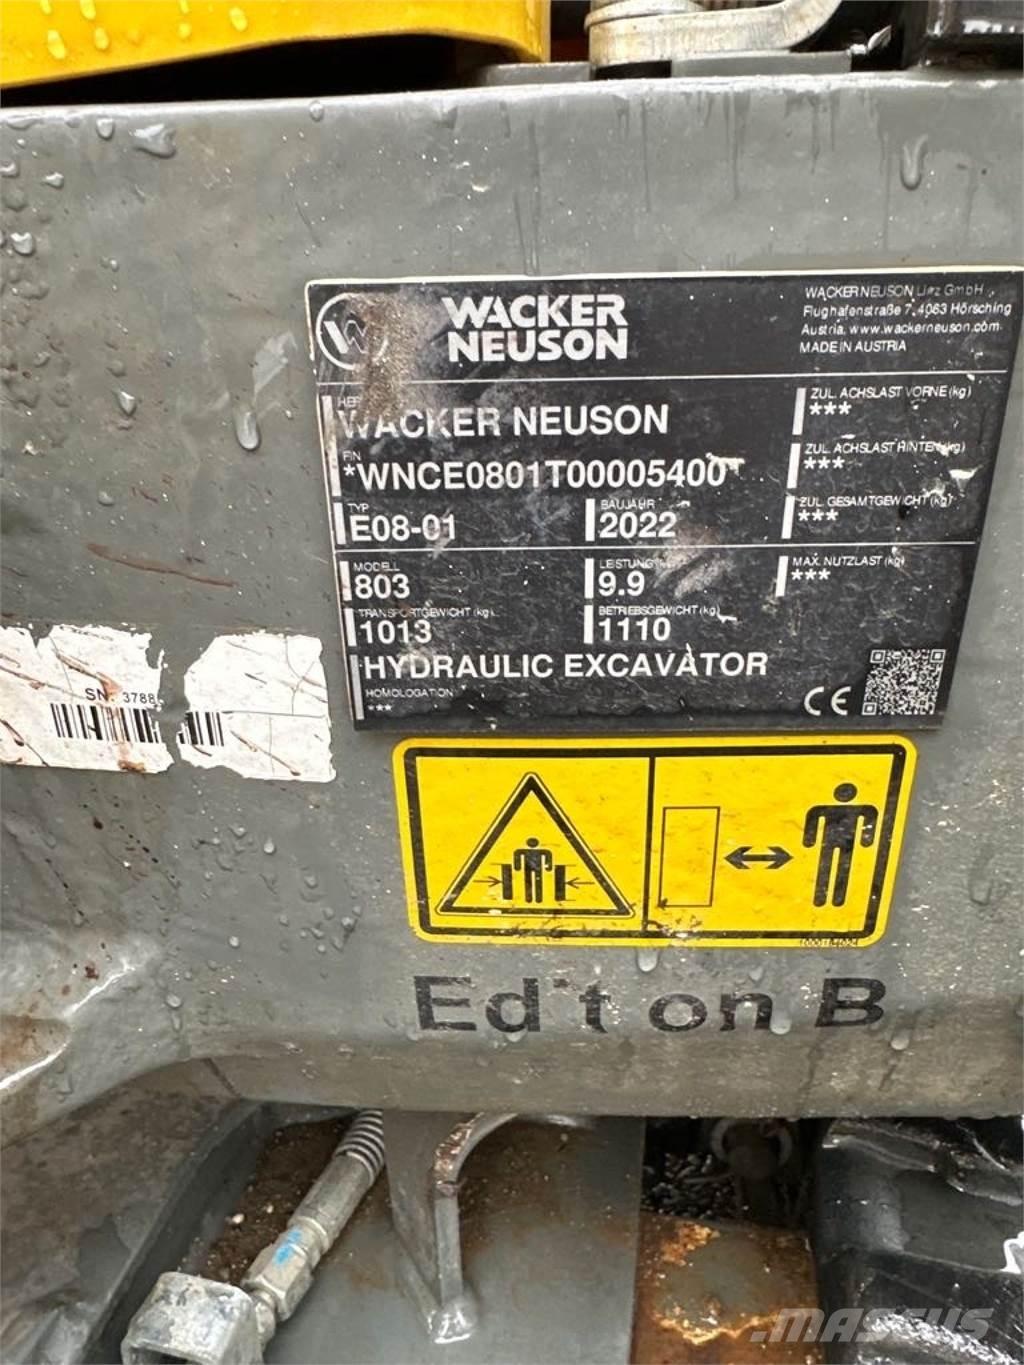 WACKER
NEUSON
WACKER NEUSON Linz GmbH
Flughafenstraße 7, 4063 Hörsching
Austria, www.wackerneuson.com
MADE IN AUSTRIA
WACKER NEUSON
ZUL. ACHSLAST VORNE (kg)
***
FIN
*WNCE0801T00005400*
ZUL. ACHSLAST HINTEN (kg)
***
TYP
E08-01
BAUJAHR
2022
ZUL. GESAMTGEWICHT (kg)
***
MODELL
803
LEISTUNG
9.9
MAX. NUTZLAST (kg)
***
TRANSPORTGEWICHT (kg)
1013
BETRIEBSGEWICHT (kg)
1110
HYDRAULIC EXCAVATOR
HOMOLOGATION
***
CE
SN: 3788
1000184024
Ed't on B
MASCUS